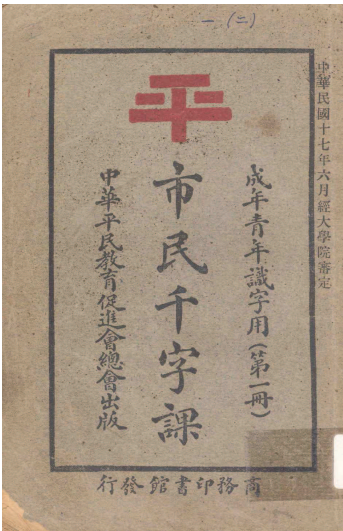 一 (二)
中華民國十七年六月經大學院審定
平
成年青年識字用(第一冊)
市民千字課
中華平民教育促進會總會出版
商務印書館發行